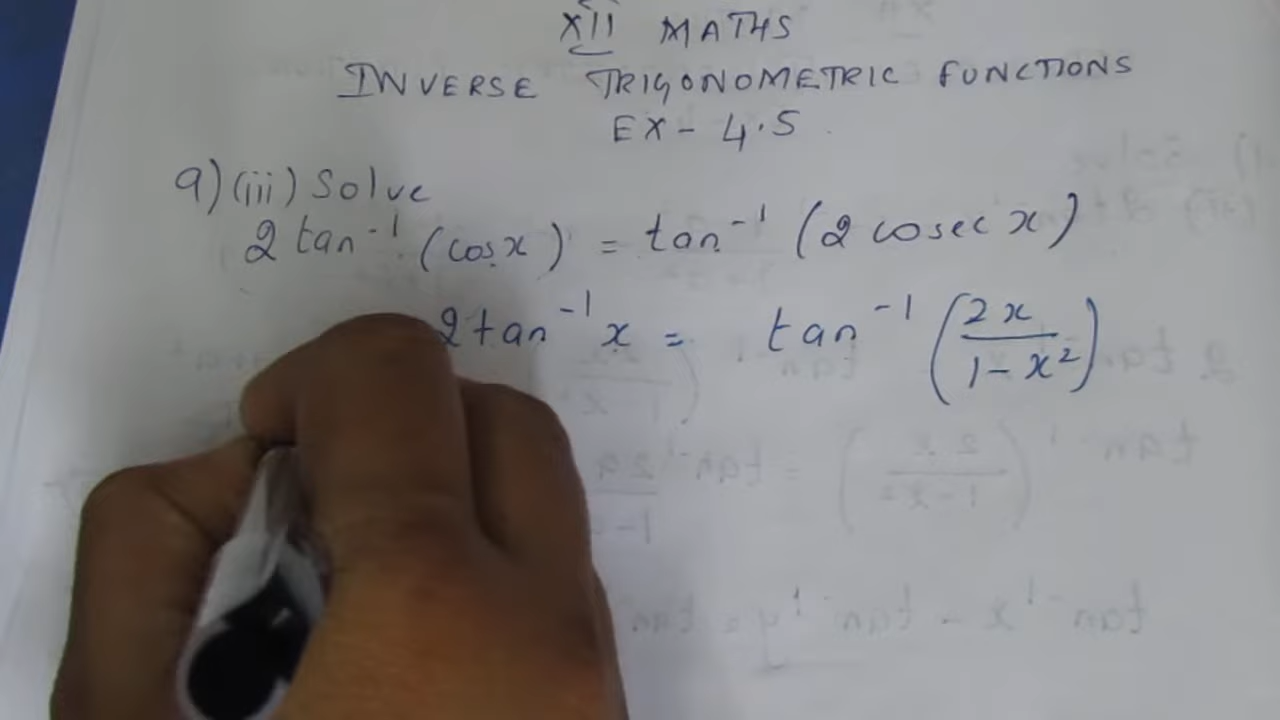 XII MATHS
INVERSE TRIGONOMETRIC FUNCTIONS
EX - 4.5
9) (iii) Solve
2 tan⁻¹ (cos x) = tan⁻¹ (2 cosec x)
2 tan⁻¹ x = tan⁻¹ (2x / 1 - x²)